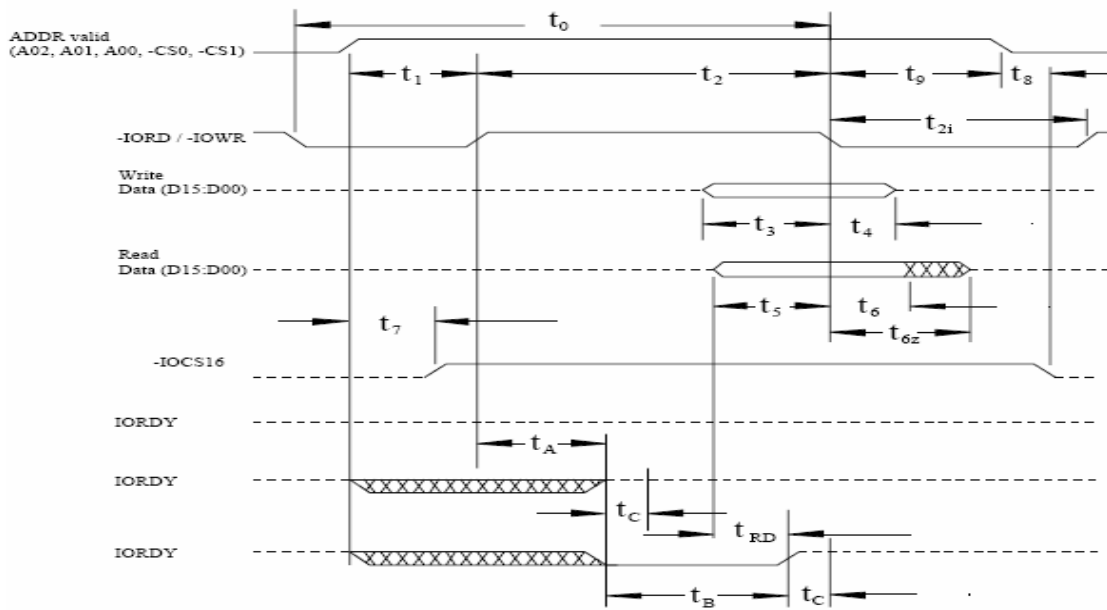 t0
ADDR valid
(A02, A01, A00, -CS0, -CS1)
t1
t2
t9
t8
t2i
-IORD / -IOWR
Write
Data (D15:D00)
t3
t4
Read
Data (D15:D00)
t5
t6
t7
t6z
-IOCS16
IORDY
tA
IORDY
tC
tRD
IORDY
tB
tC